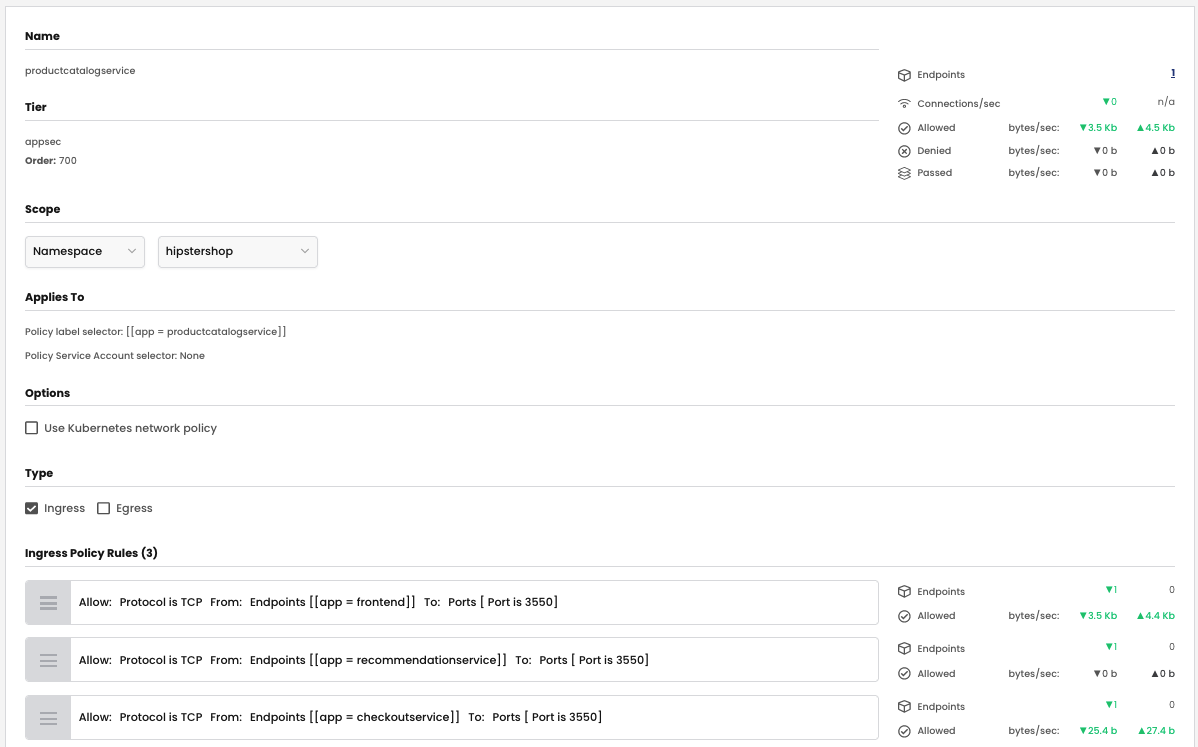 Name
productcatalogservice
Endpoints 1
Tier
Connections/sec ▼0 n/a
Allowed bytes/sec: ▼3.5 Kb ▲4.5 Kb
appsec
Denied bytes/sec: ▼0 b ▲0 b
Order: 700
Passed bytes/sec: ▼0 b ▲0 b
Scope
Namespace hipstershop
Applies To
Policy label selector: [[app = productcatalogservice]]
Policy Service Account selector: None
Options
Use Kubernetes network policy
Type
Ingress Egress
Ingress Policy Rules (3)
Allow: Protocol is TCP From: Endpoints [[app = frontend]] To: Ports [ Port is 3550]
Endpoints ▼1 0
Allowed bytes/sec: ▼3.5 Kb ▲4.4 Kb
Allow: Protocol is TCP From: Endpoints [[app = recommendationservice]] To: Ports [ Port is 3550]
Endpoints ▼1 0
Allowed bytes/sec: ▼0 b ▲0 b
Allow: Protocol is TCP From: Endpoints [[app = checkoutservice]] To: Ports [ Port is 3550]
Endpoints ▼1 0
Allowed bytes/sec: ▼25.4 b ▲27.4 b